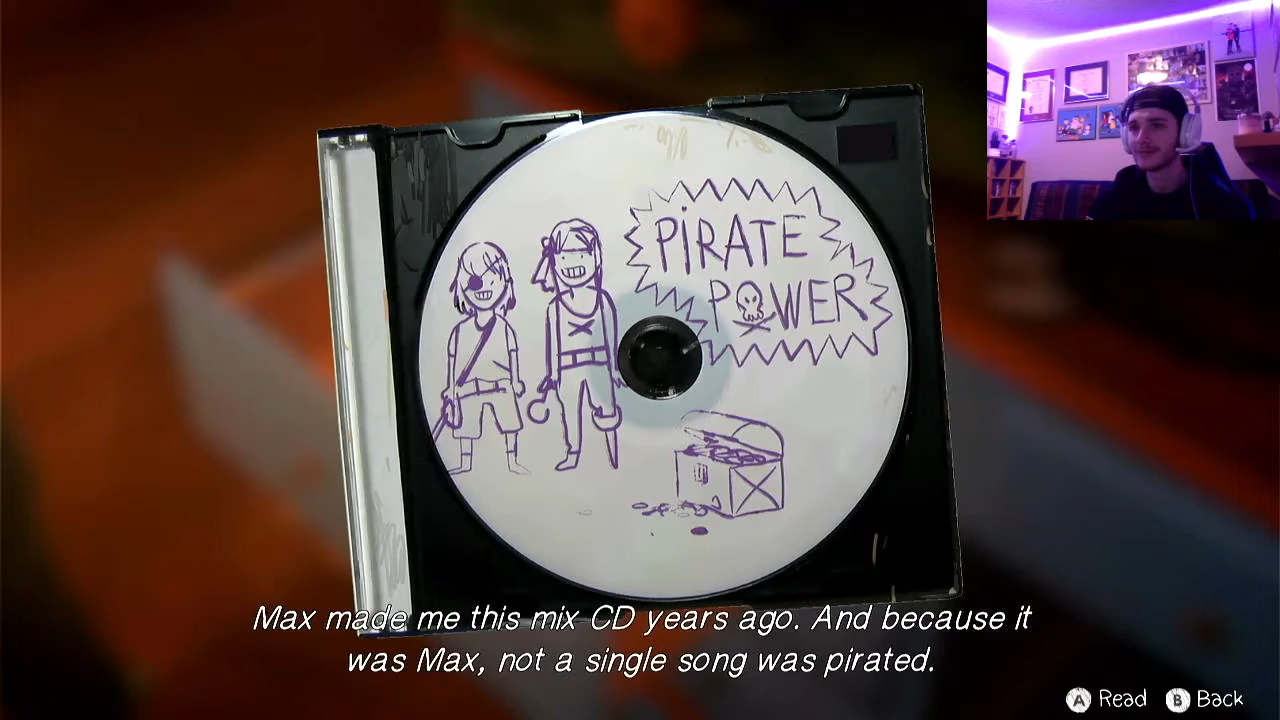 PiRATE
POWER
Max made me this mix CD years ago. And because it
was Max, not a single song was pirated.
A Read B Back